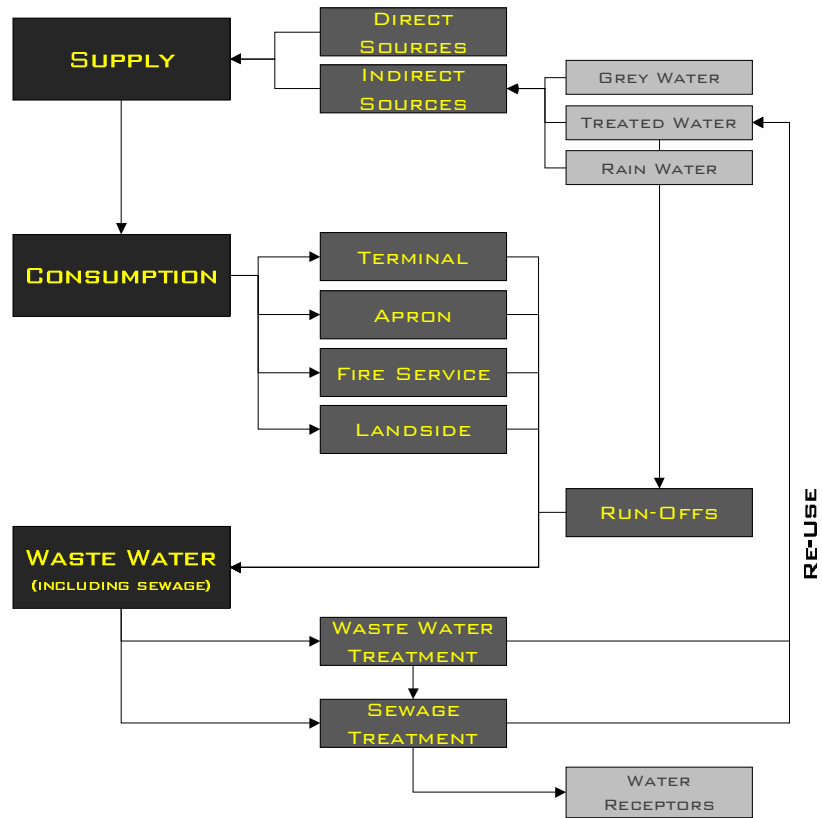 Supply
Direct
Sources
Indirect
Sources
Grey Water
Treated Water
Rain Water
Consumption
Terminal
Apron
Fire Service
Landside
Run-Offs
Re-Use
Waste Water
(including sewage)
Waste Water
Treatment
Sewage
Treatment
Water
Receptors